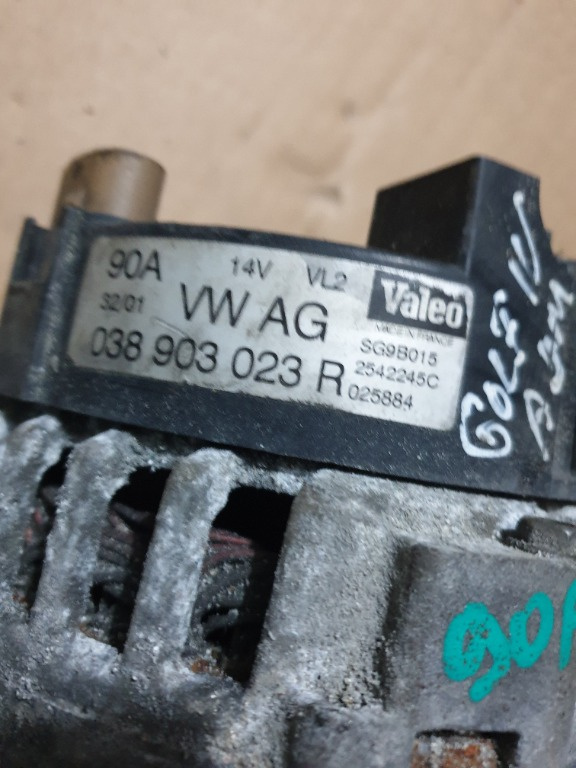 90A 14V VL2 Valeo
MADE IN FRANCE
32/01 VW AG SG9B015
038 903 023 R 2542245C
025884
GOLF IV
90A